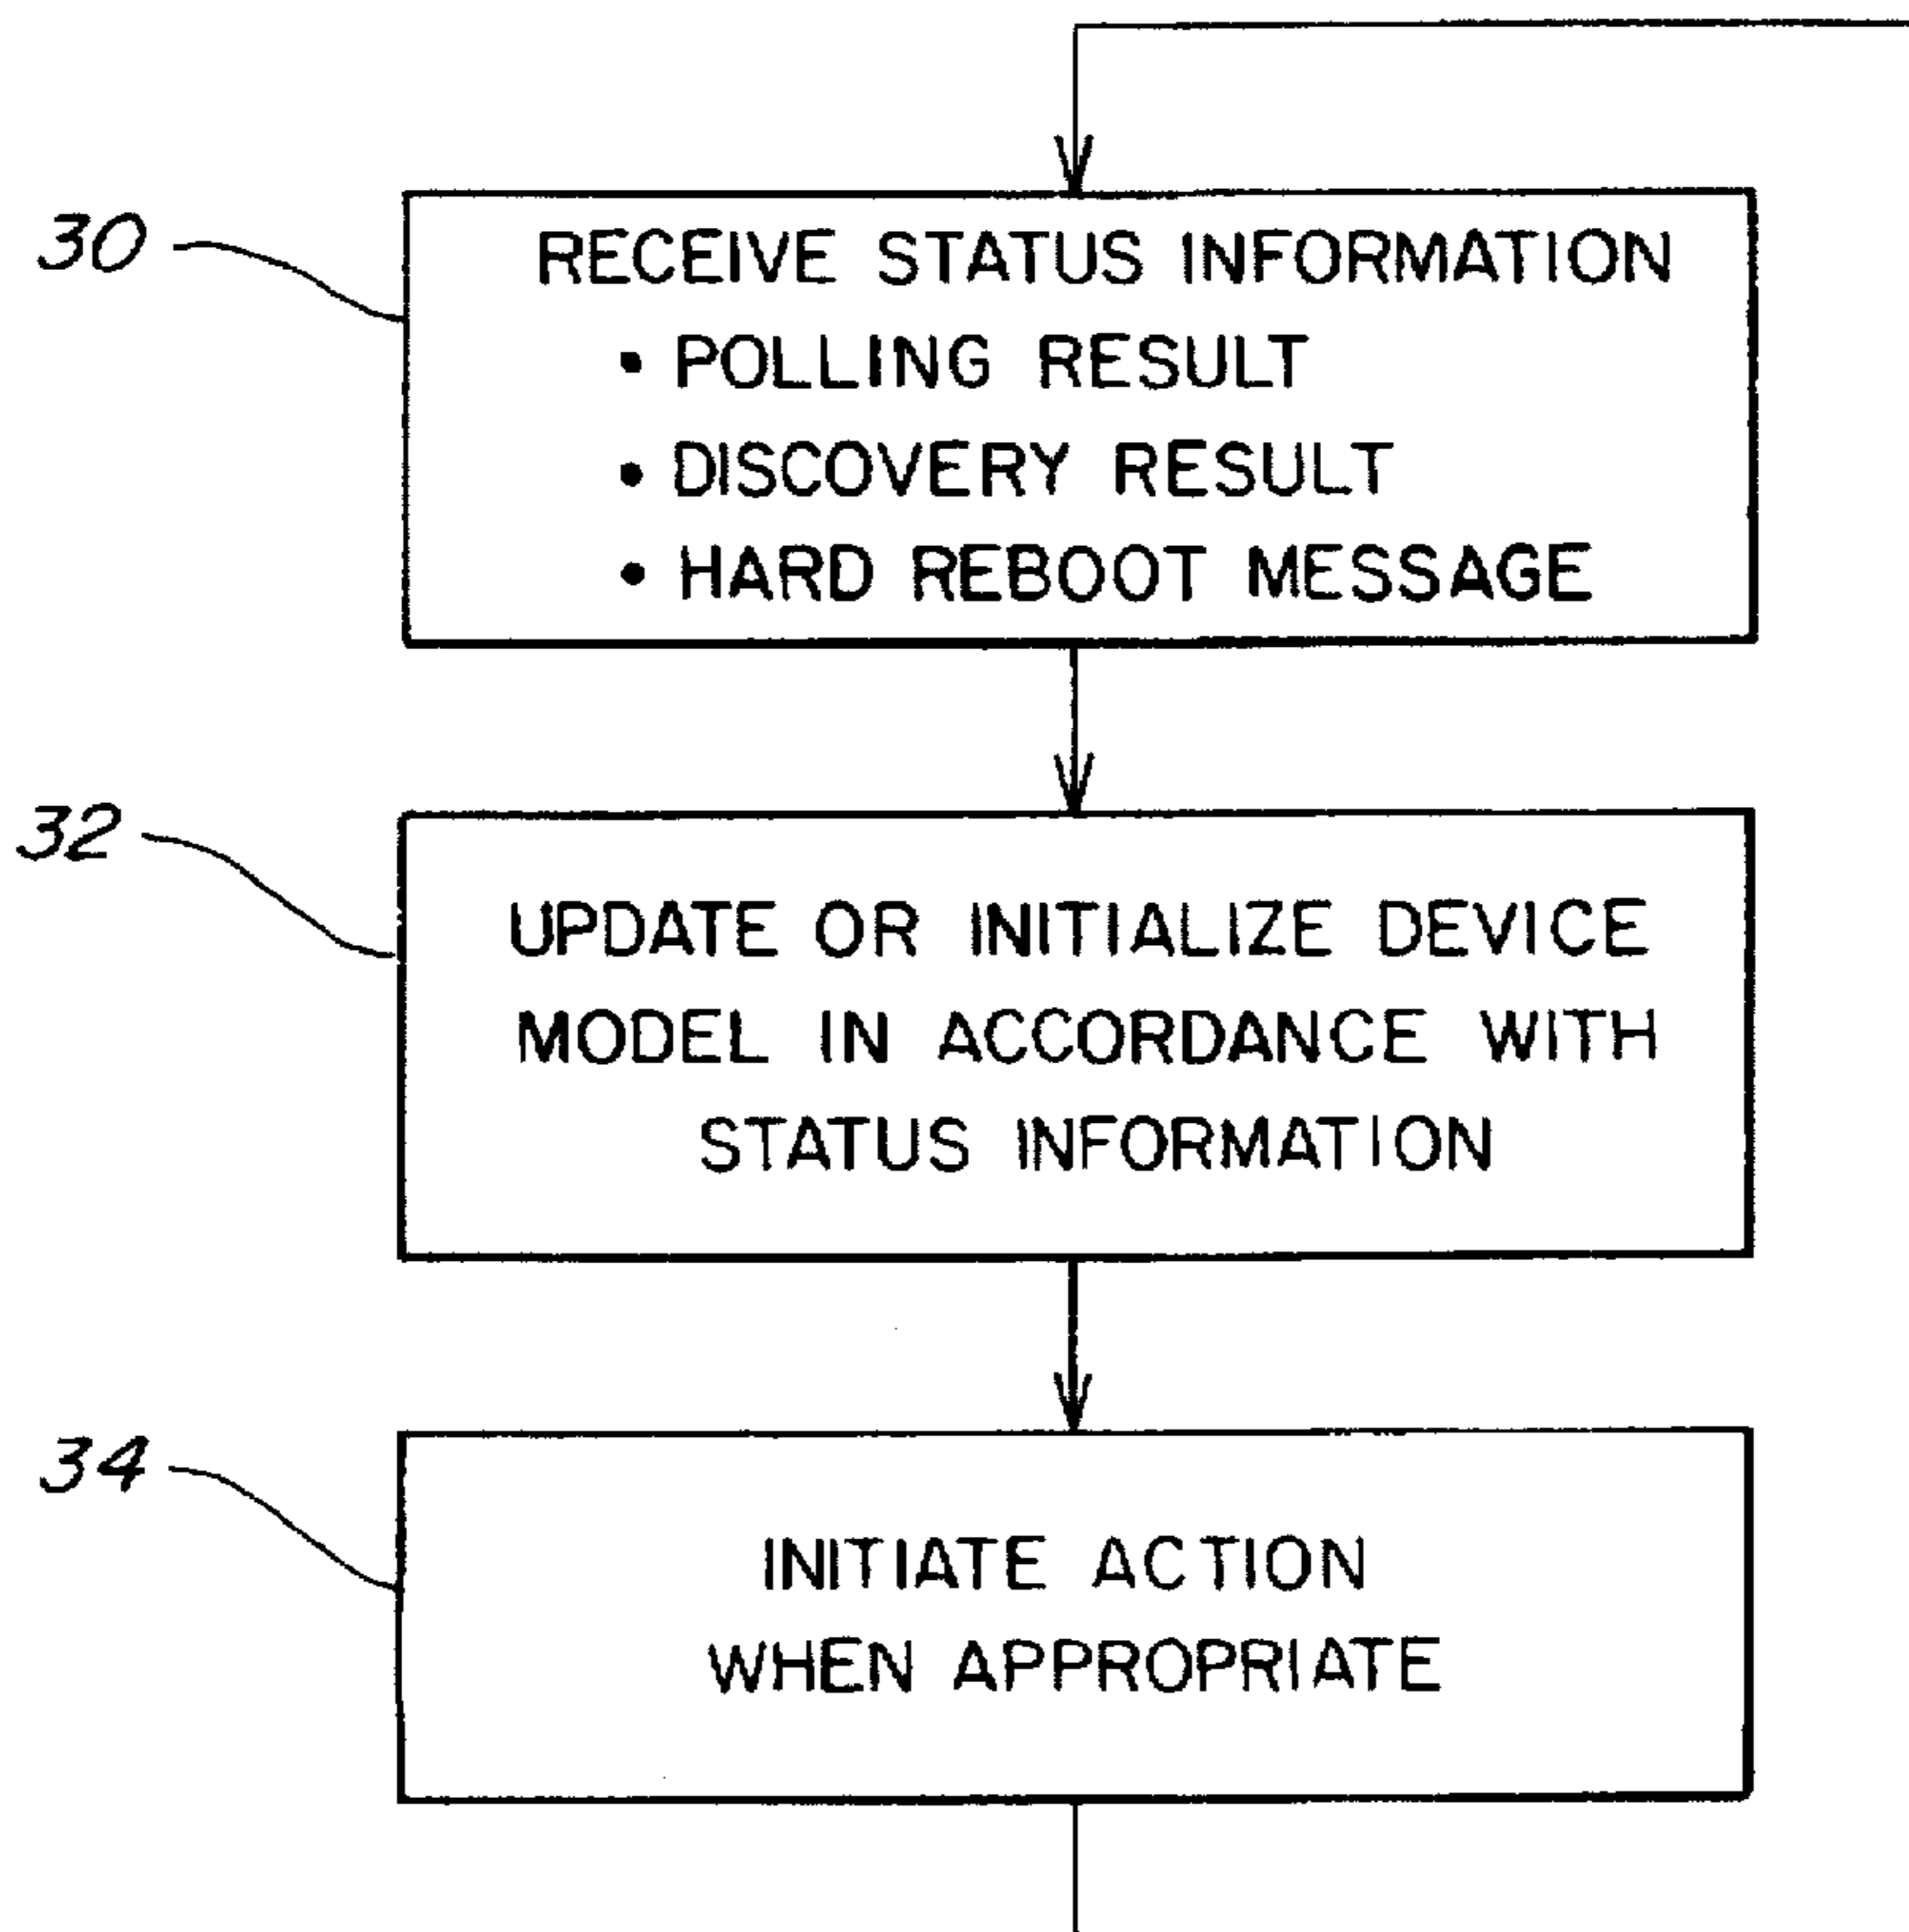 30
RECEIVE STATUS INFORMATION
• POLLING RESULT
• DISCOVERY RESULT
• HARD REBOOT MESSAGE
32
UPDATE OR INITIALIZE DEVICE
MODEL IN ACCORDANCE WITH
STATUS INFORMATION
34
INITIATE ACTION
WHEN APPROPRIATE